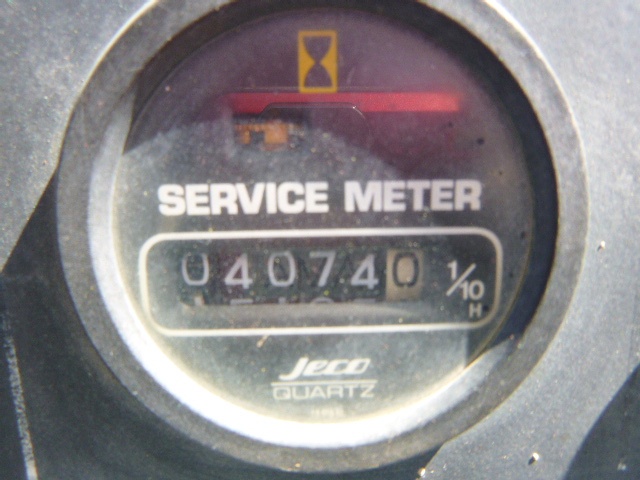 SERVICE METER
040740 1/10 H
Jeco
QUARTZ